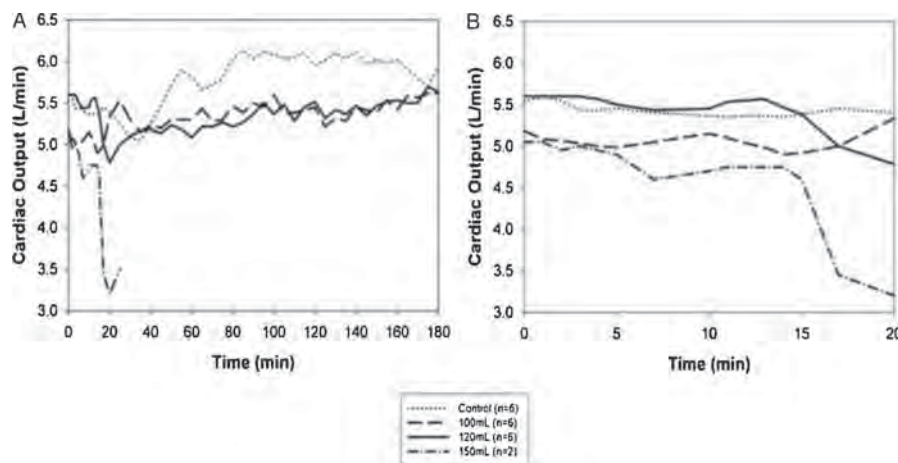 A
B
Cardiac Output (L/min)
6.5
6.0
5.5
5.0
4.5
4.0
3.5
3.0
0 20 40 60 80 100 120 140 160 180
Time (min)
Cardiac Output (L/min)
6.5
6.0
5.5
5.0
4.5
4.0
3.5
3.0
0 5 10 15 20
Time (min)
Control (n=6)
100mL (n=6)
120mL (n=6)
150mL (n=2)